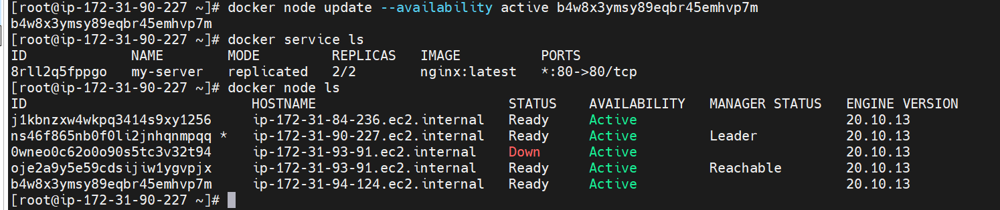 [root@ip-172-31-90-227 ~]# docker node update --availability active b4w8x3ymsy89eqbr45emhvp7m
b4w8x3ymsy89eqbr45emhvp7m
[root@ip-172-31-90-227 ~]# docker service ls
ID             NAME        MODE         REPLICAS   IMAGE          PORTS
8rll2q5fppgo   my-server   replicated   2/2        nginx:latest   *:80->80/tcp
[root@ip-172-31-90-227 ~]# docker node ls
ID                            HOSTNAME                        STATUS    AVAILABILITY   MANAGER STATUS   ENGINE VERSION
j1kbnzxw4wkpq3414s9xy1256     ip-172-31-84-236.ec2.internal   Ready     Active                          20.10.13
ns46f865nb0f0li2jnhqnmpqq *   ip-172-31-90-227.ec2.internal   Ready     Active         Leader           20.10.13
0wneo0c62o0o90s5tc3v32t94     ip-172-31-93-91.ec2.internal    Down      Active                          20.10.13
oje2a9y5e59cdsijiw1ygvpjx     ip-172-31-93-91.ec2.internal    Ready     Active         Reachable        20.10.13
b4w8x3ymsy89eqbr45emhvp7m     ip-172-31-94-124.ec2.internal   Ready     Active                          20.10.13
[root@ip-172-31-90-227 ~]#